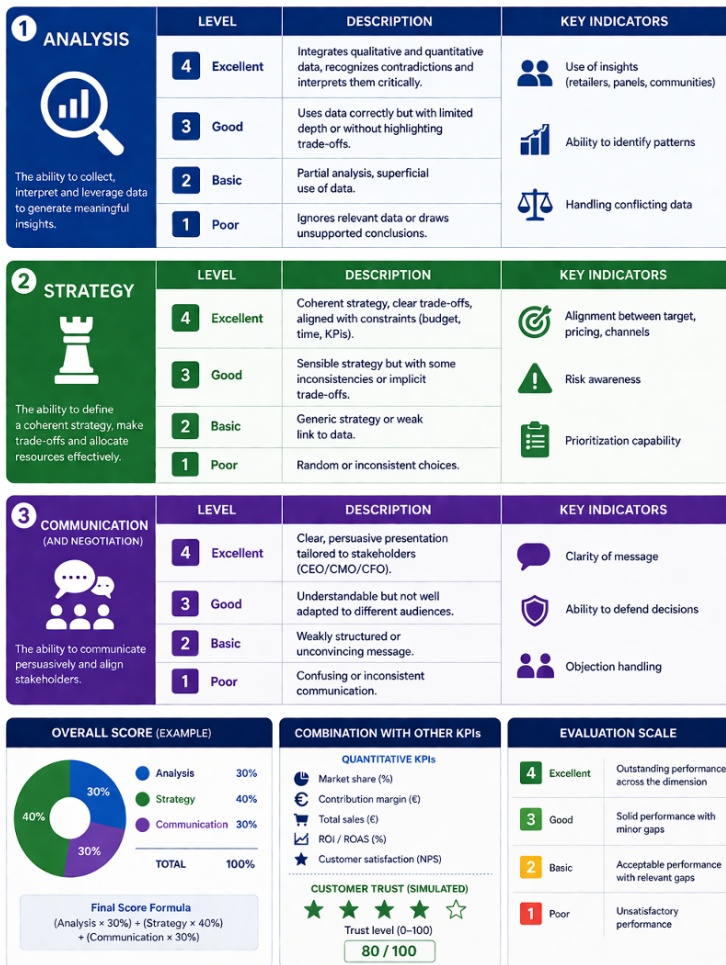 1 ANALYSIS
The ability to collect,
interpret and leverage data
to generate meaningful
insights.
LEVEL DESCRIPTION KEY INDICATORS
4 Excellent
Integrates qualitative and quantitative
data, recognizes contradictions and
interprets them critically.
3 Good
Uses data correctly but with limited
depth or without highlighting
trade-offs.
2 Basic
Partial analysis, superficial
use of data.
1 Poor
Ignores relevant data or draws
unsupported conclusions.
Use of insights
(retailers, panels, communities)
Ability to identify patterns
Handling conflicting data
2 STRATEGY
The ability to define
a coherent strategy, make
trade-offs and allocate
resources effectively.
LEVEL DESCRIPTION KEY INDICATORS
4 Excellent
Coherent strategy, clear trade-offs,
aligned with constraints (budget,
time, KPIs).
3 Good
Sensible strategy but with some
inconsistencies or implicit
trade-offs.
2 Basic
Generic strategy or weak
link to data.
1 Poor
Random or inconsistent choices.
Alignment between target,
pricing, channels
Risk awareness
Prioritization capability
3 COMMUNICATION
(AND NEGOTIATION)
The ability to communicate
persuasively and align
stakeholders.
LEVEL DESCRIPTION KEY INDICATORS
4 Excellent
Clear, persuasive presentation
tailored to stakeholders
(CEO/CMO/CFO).
3 Good
Understandable but not well
adapted to different audiences.
2 Basic
Weakly structured or
unconvincing message.
1 Poor
Confusing or inconsistent
communication.
Clarity of message
Ability to defend decisions
Objection handling
OVERALL SCORE (EXAMPLE)
30%
40%
30%
Analysis 30%
Strategy 40%
Communication 30%
TOTAL 100%
Final Score Formula
(Analysis × 30%) + (Strategy × 40%)
+ (Communication × 30%)
COMBINATION WITH OTHER KPIs
QUANTITATIVE KPIs
Market share (%)
€ Contribution margin (€)
Total sales (€)
ROI / ROAS (%)
Customer satisfaction (NPS)
CUSTOMER TRUST (SIMULATED)
Trust level (0–100)
80 / 100
EVALUATION SCALE
4 Excellent
Outstanding performance
across the dimension
3 Good
Solid performance with
minor gaps
2 Basic
Acceptable performance
with relevant gaps
1 Poor
Unsatisfactory
performance